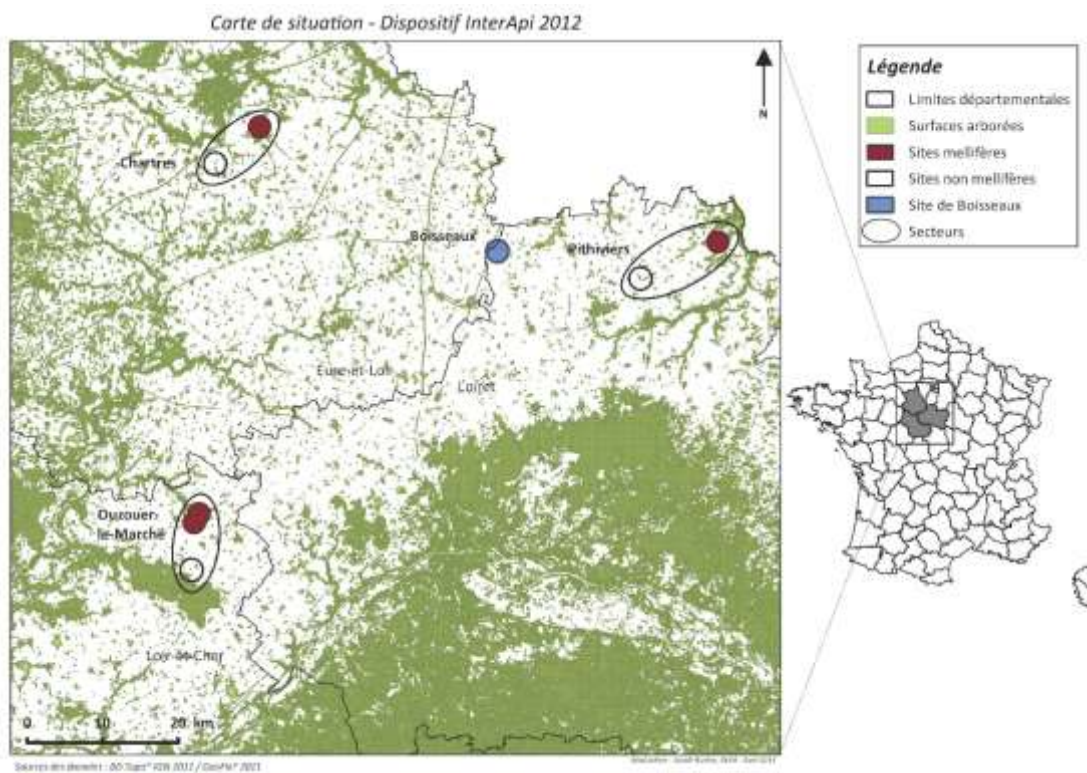 Carte de situation - Dispositif InterApi 2012
Légende
Limites départementales
Surfaces arborées
Sites mellifères
Sites non mellifères
Site de Boisseaux
Secteurs
N
Chartres
Boisseaux
Pithiviers
Eure-et-Loir
Loiret
Ouzouer-
le-Marché
Loir-et-Cher
0 10 20 km